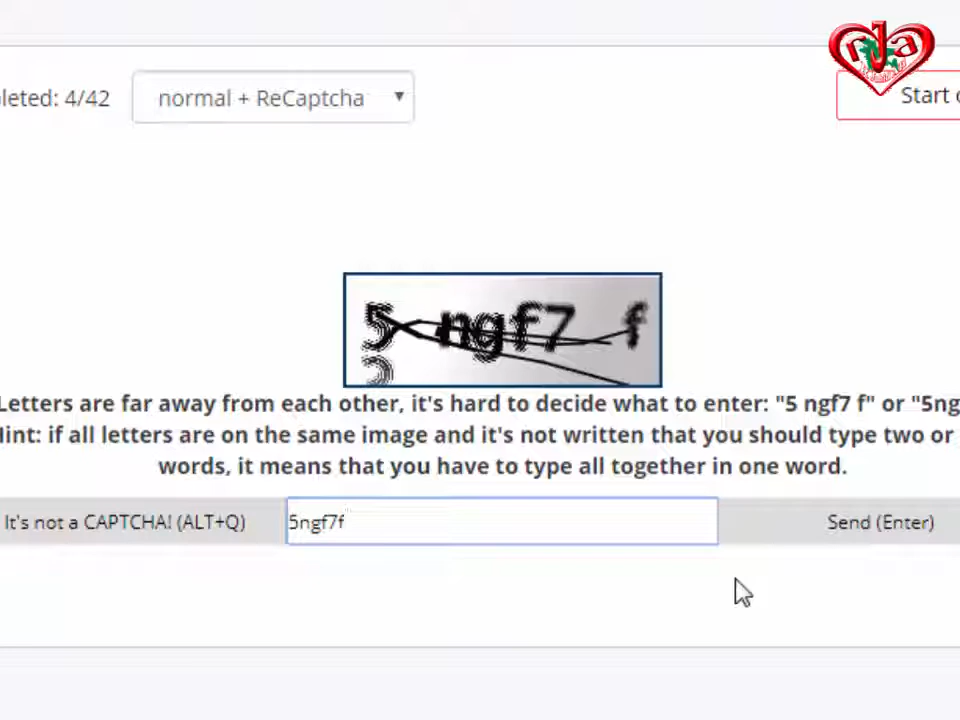 leted: 4/42
normal + ReCaptcha
Start
5 ngf7 f
Letters are far away from each other, it's hard to decide what to enter: "5 ngf7 f" or "5ng
Hint: if all letters are on the same image and it's not written that you should type two or
words, it means that you have to type all together in one word.
It's not a CAPTCHA! (ALT+Q)
5ngf7f
Send (Enter)